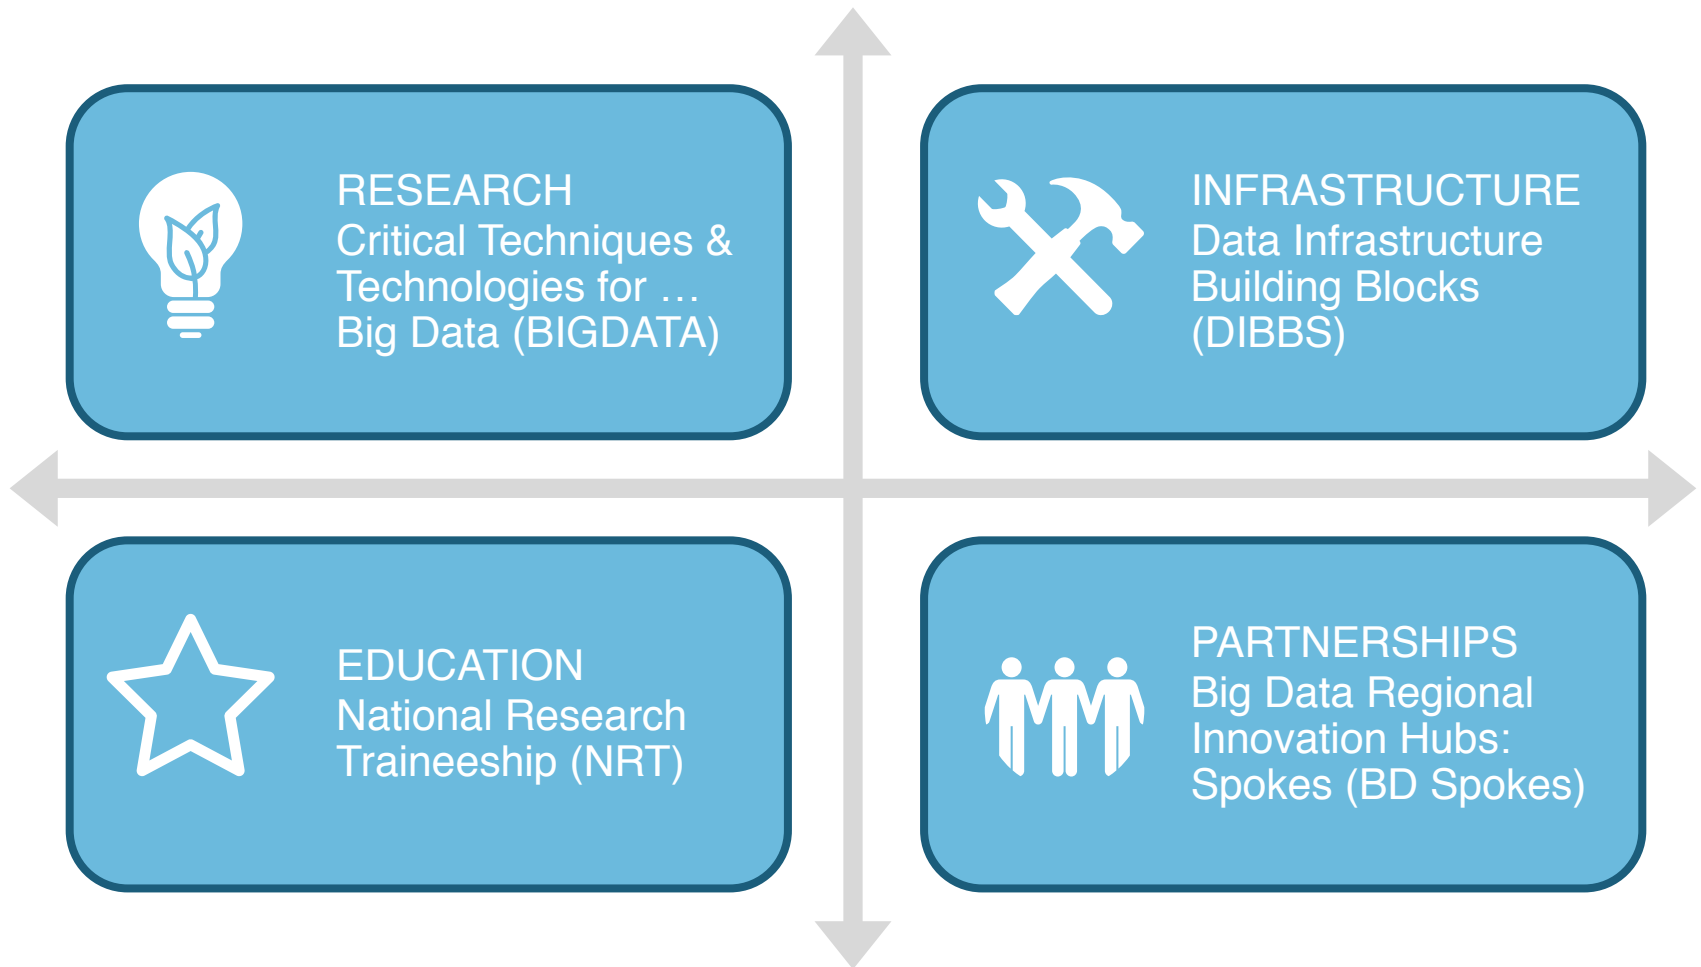 RESEARCH
Critical Techniques &
Technologies for …
Big Data (BIGDATA)
INFRASTRUCTURE
Data Infrastructure
Building Blocks
(DIBBS)
EDUCATION
National Research
Traineeship (NRT)
PARTNERSHIPS
Big Data Regional
Innovation Hubs:
Spokes (BD Spokes)